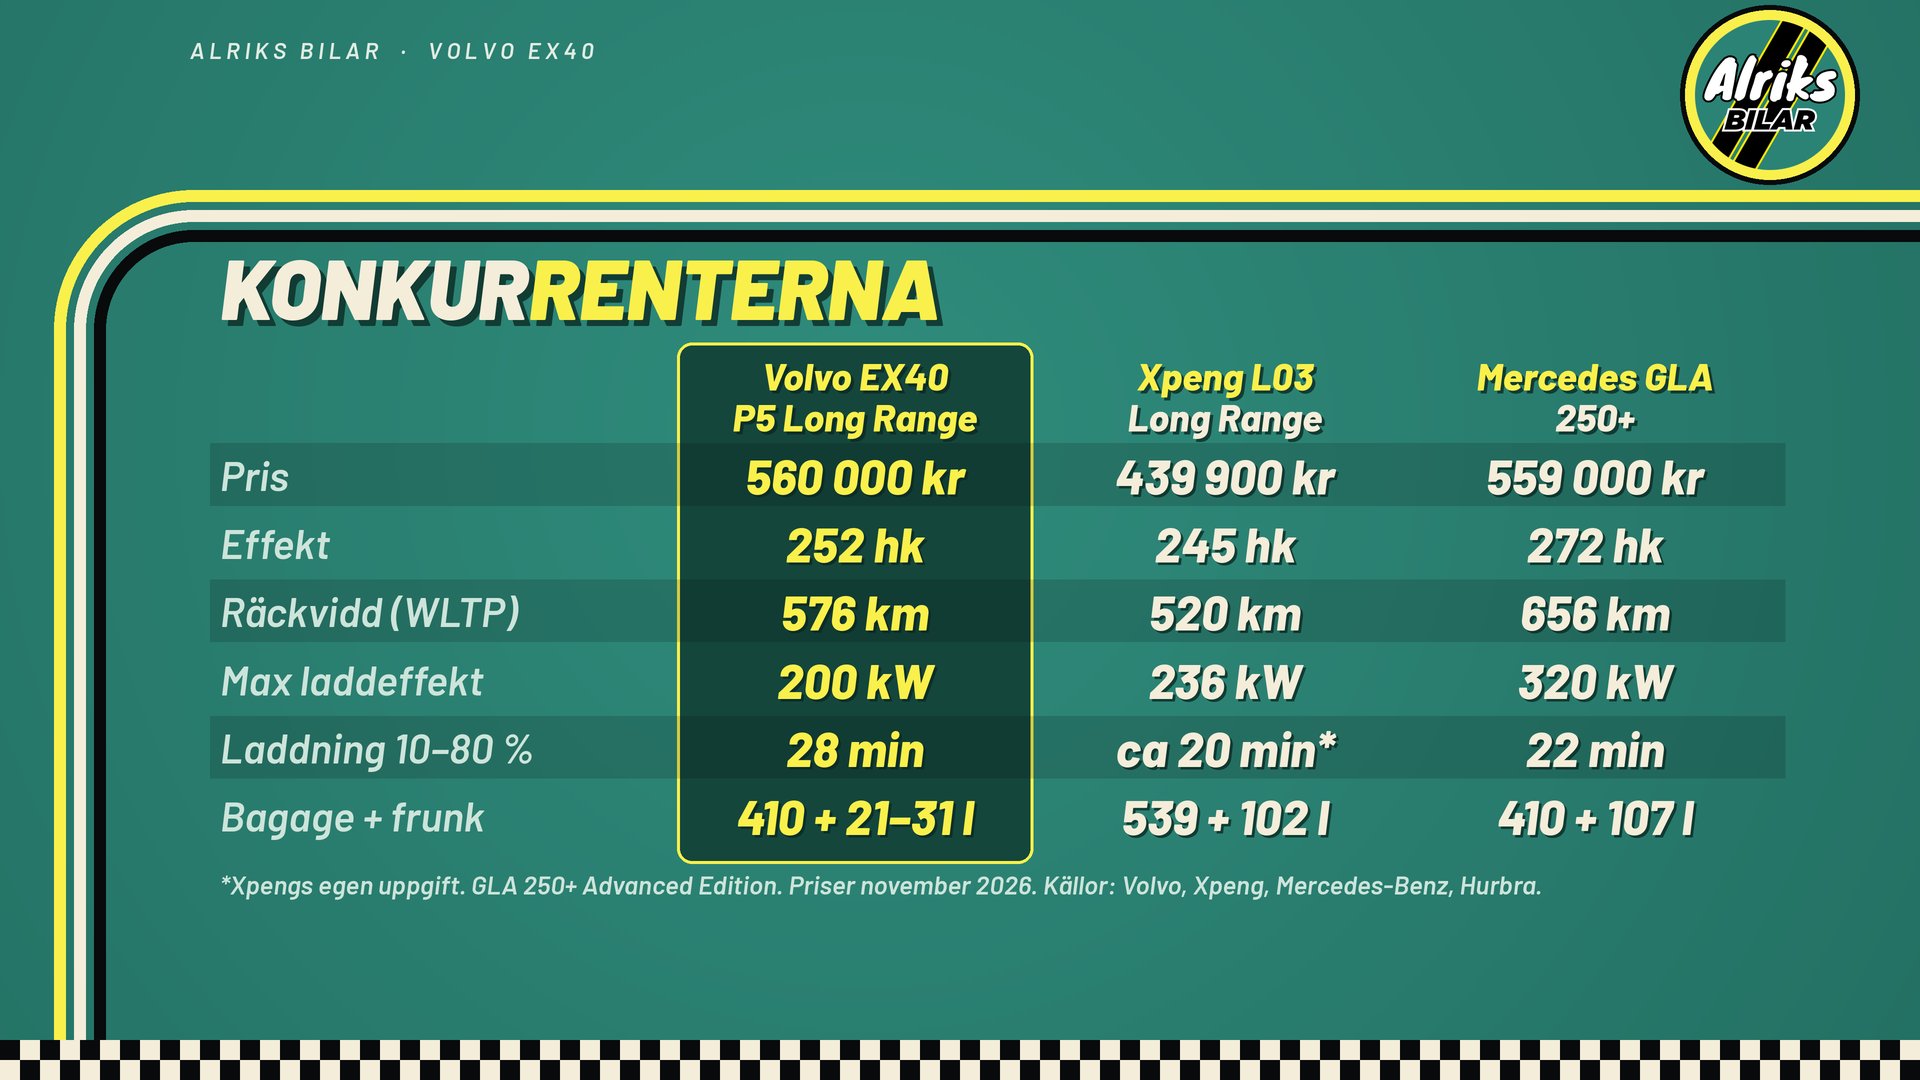 ALRIKS BILAR · VOLVO EX40
Alriks
BILAR
KONKURRENTERNA
Volvo EX40 Xpeng L03 Mercedes GLA
P5 Long Range Long Range 250+
Pris 560 000 kr 439 900 kr 559 000 kr
Effekt 252 hk 245 hk 272 hk
Räckvidd (WLTP) 576 km 520 km 656 km
Max laddeffekt 200 kW 236 kW 320 kW
Laddning 10–80 % 28 min ca 20 min* 22 min
Bagage + frunk 410 + 21–31 l 539 + 102 l 410 + 107 l
*Xpengs egen uppgift. GLA 250+ Advanced Edition. Priser november 2026. Källor: Volvo, Xpeng, Mercedes-Benz, Hurbra.